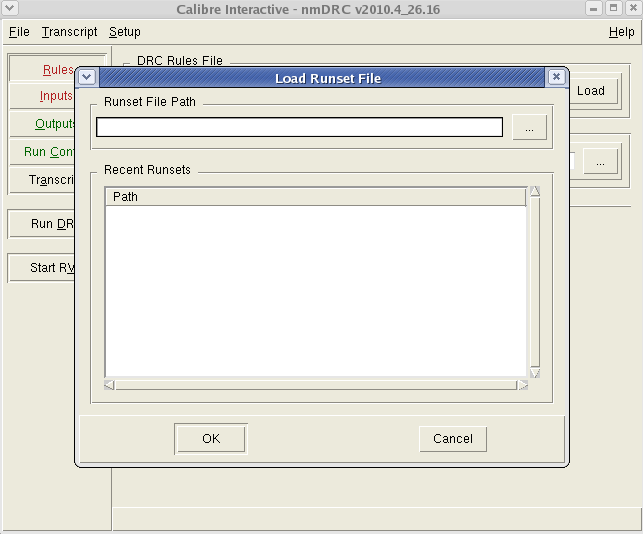 Calibre Interactive - nmDRC v2010.4_26.16
File Transcript Setup Help
Rules
DRC Rules File
Load Runset File
Inputs
Runset File Path
Load
Outputs
...
Run Cont
...
Recent Runsets
Transcri
Path
Run DR
Start RV
OK Cancel